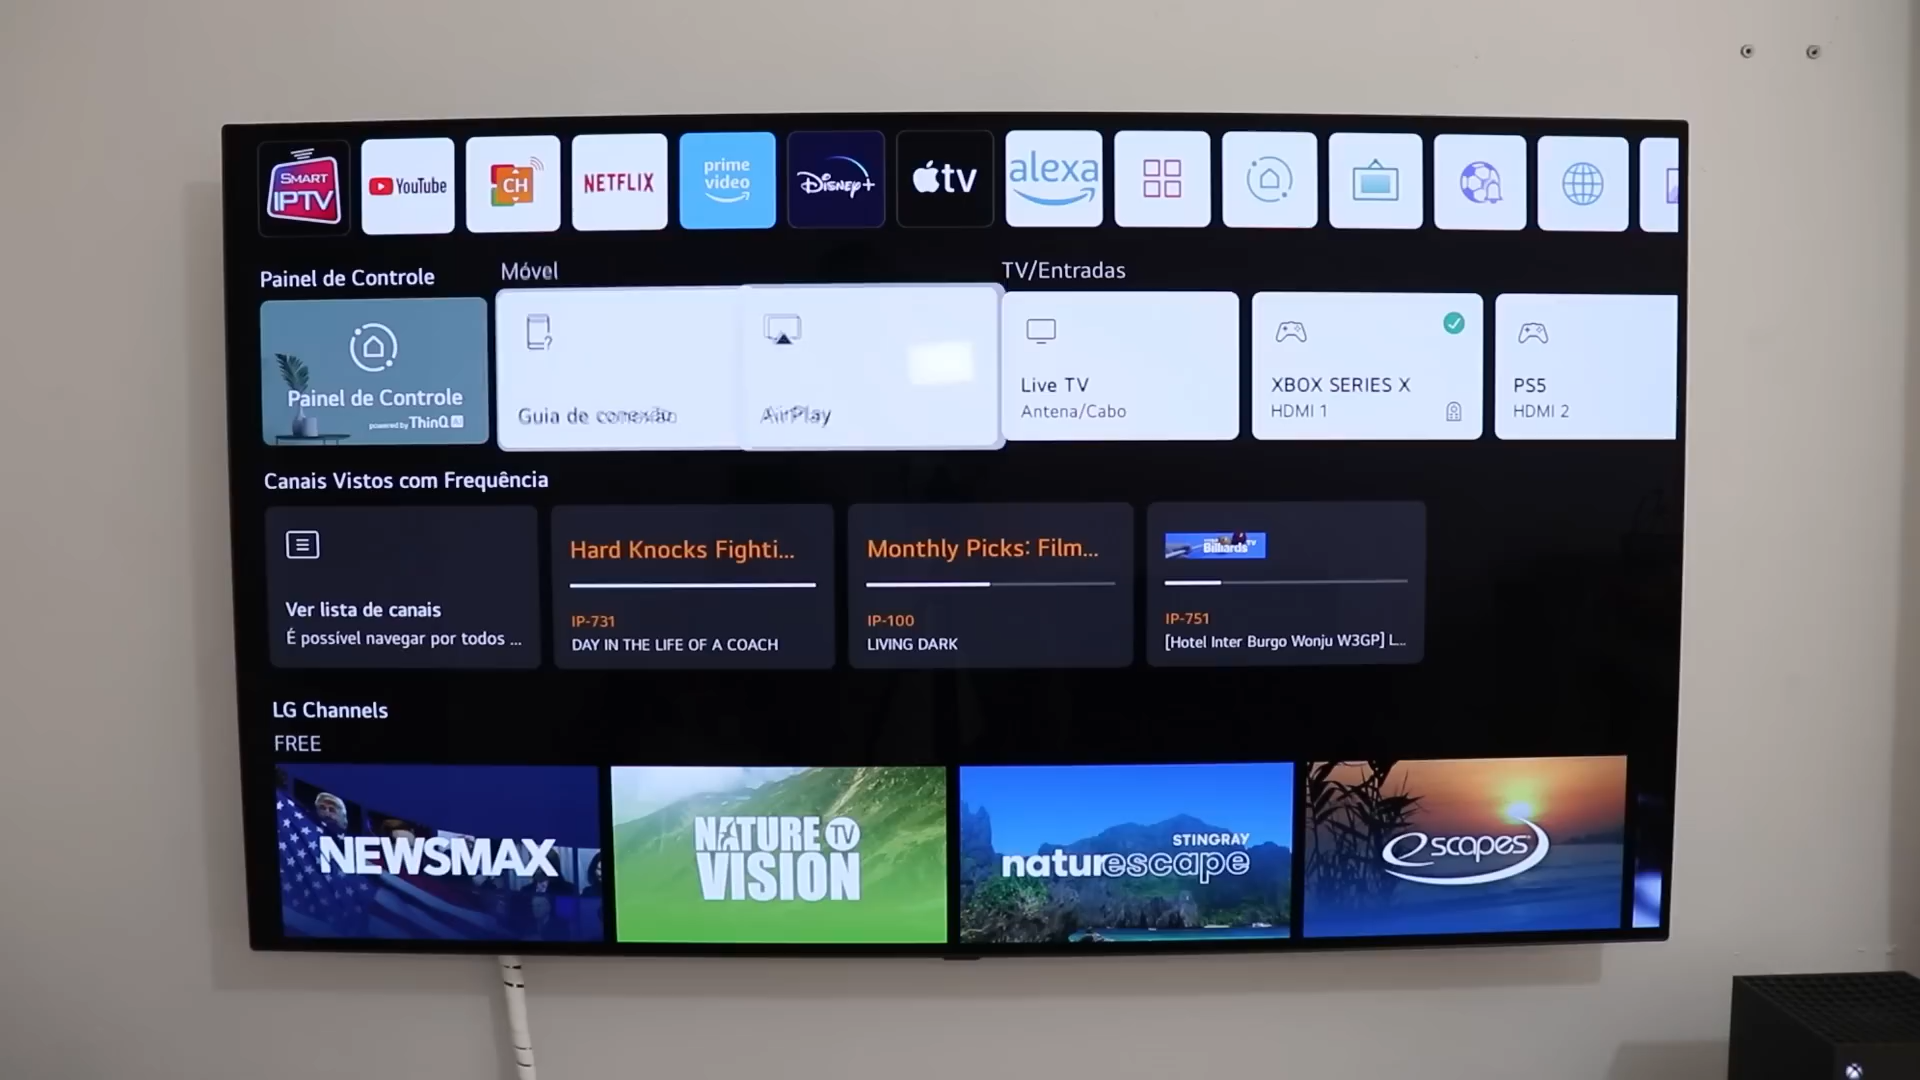 SMART
IPTV
YouTube
CH
NETFLIX
prime
video
Disney+
tv
alexa
Painel de Controle
Móvel
TV/Entradas
Painel de Controle
powered by ThinQ AI
Guia de conexão
AirPlay
Live TV
Antena/Cabo
XBOX SERIES X
HDMI 1
PS5
HDMI 2
Canais Vistos com Frequência
Ver lista de canais
É possível navegar por todos ...
Hard Knocks Fighti...
IP-731
DAY IN THE LIFE OF A COACH
Monthly Picks: Film...
IP-100
LIVING DARK
Billiards TV
IP-751
[Hotel Inter Burgo Wonju W3GP] L...
LG Channels
FREE
NEWSMAX
NATURE TV
VISION
STINGRAY
naturescape
escapes